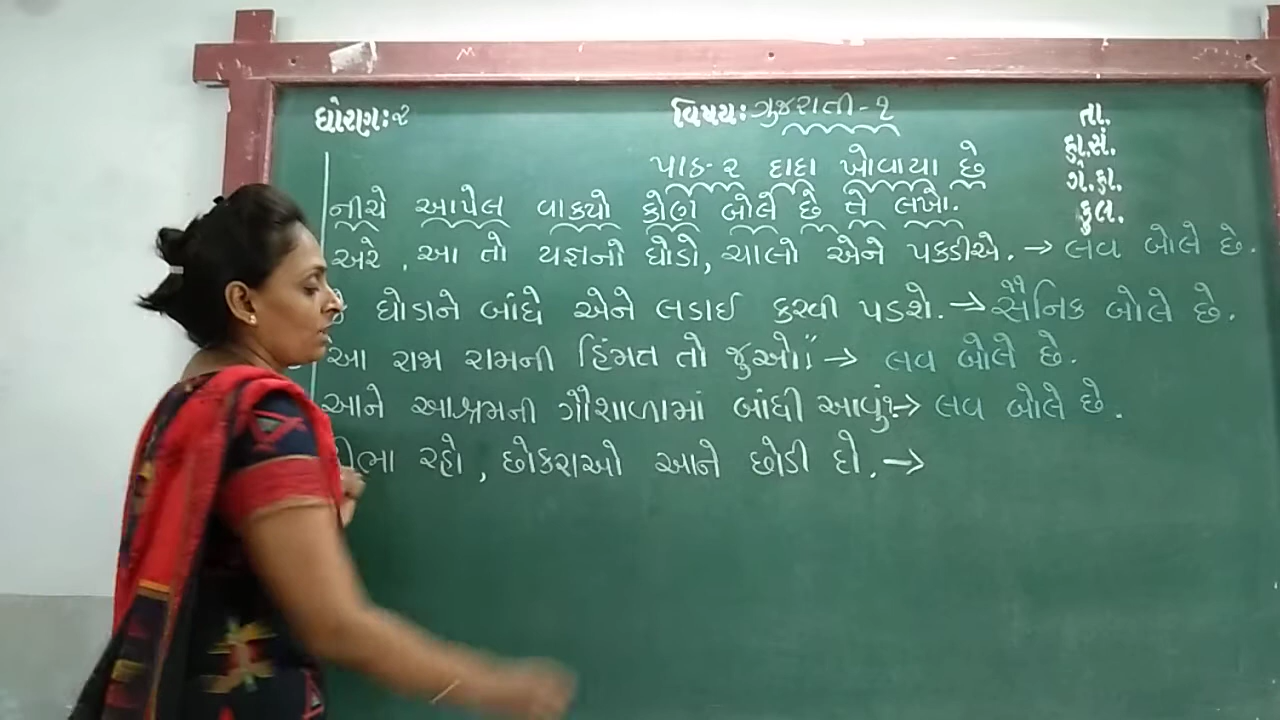 ધોરણ: ૨
વિષય: ગુજરાતી-૧
તા.
હા.સં.
ગે.હા.
કુલ.
પાઠ-૨ દાદા ખોવાયા છે
નીચે આપેલ વાક્યો કોણ બોલે છે તે લખો.
અરે, આ તો યજ્ઞનો ઘોડો, ચાલો એને પકડીએ. → લવ બોલે છે.
ઘોડાને બાંધે એને લડાઈ કરવી પડશે. → સૈનિક બોલે છે.
આ રાજા રામની હિંમત તો જુઓ! → લવ બોલે છે.
આને આશ્રમની ગૌશાળામાં બાંધી આવું? → લવ બોલે છે.
રહો, છોકરાઓ આને છોડી દો. →